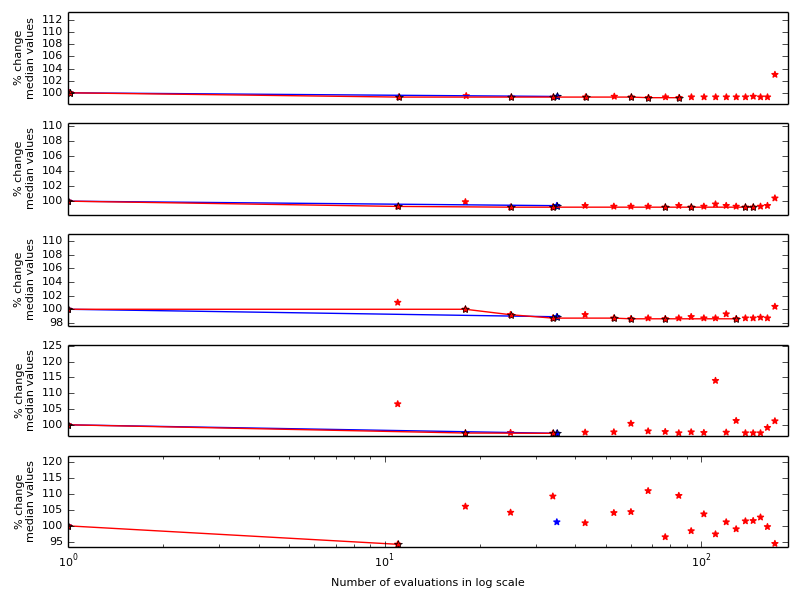 112
110
108
106
104
102
100
% change
median values
110
108
106
104
102
100
% change
median values
110
108
106
104
102
100
98
% change
median values
125
120
115
110
105
100
% change
median values
120
115
110
105
100
95
% change
median values
10⁰ 10¹ 10²
Number of evaluations in log scale